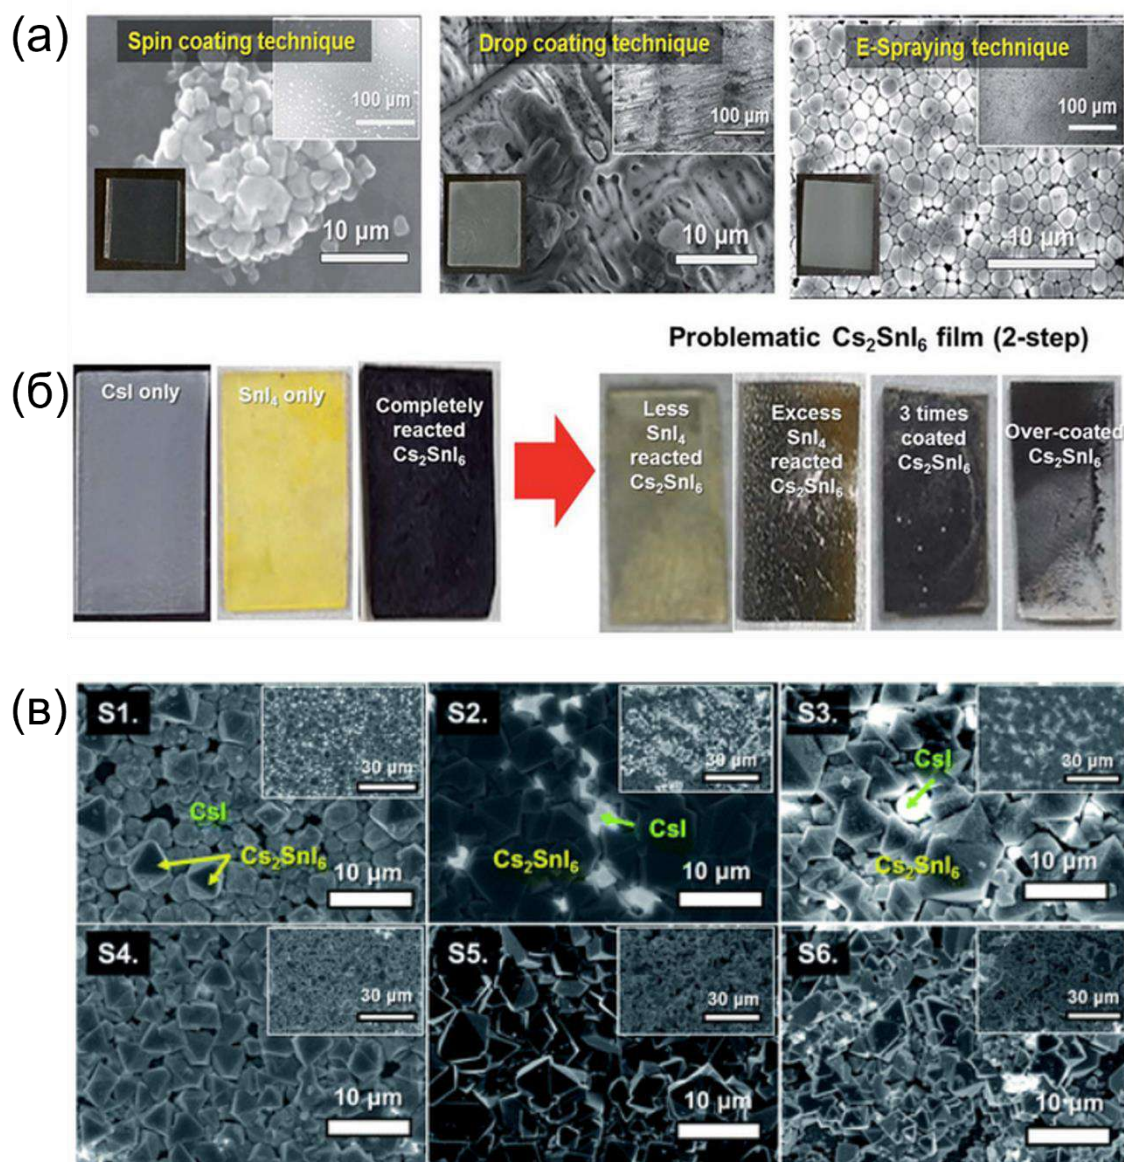 (а)
Spin coating technique
100 µm
10 µm
Drop coating technique
100 µm
10 µm
E-Spraying technique
100 µm
10 µm
Problematic Cs₂SnI₆ film (2-step)
(б)
CsI only
SnI₄ only
Completely
reacted
Cs₂SnI₆
Less
SnI₄
reacted
Cs₂SnI₆
Excess
SnI₄
reacted
Cs₂SnI₆
3 times
coated
Cs₂SnI₆
Over-coated
Cs₂SnI₆
(в)
S1.
30 µm
CsI
Cs₂SnI₆
10 µm
S2.
30 µm
CsI
Cs₂SnI₆
10 µm
S3.
30 µm
CsI
Cs₂SnI₆
10 µm
S4.
30 µm
10 µm
S5.
30 µm
10 µm
S6.
30 µm
10 µm